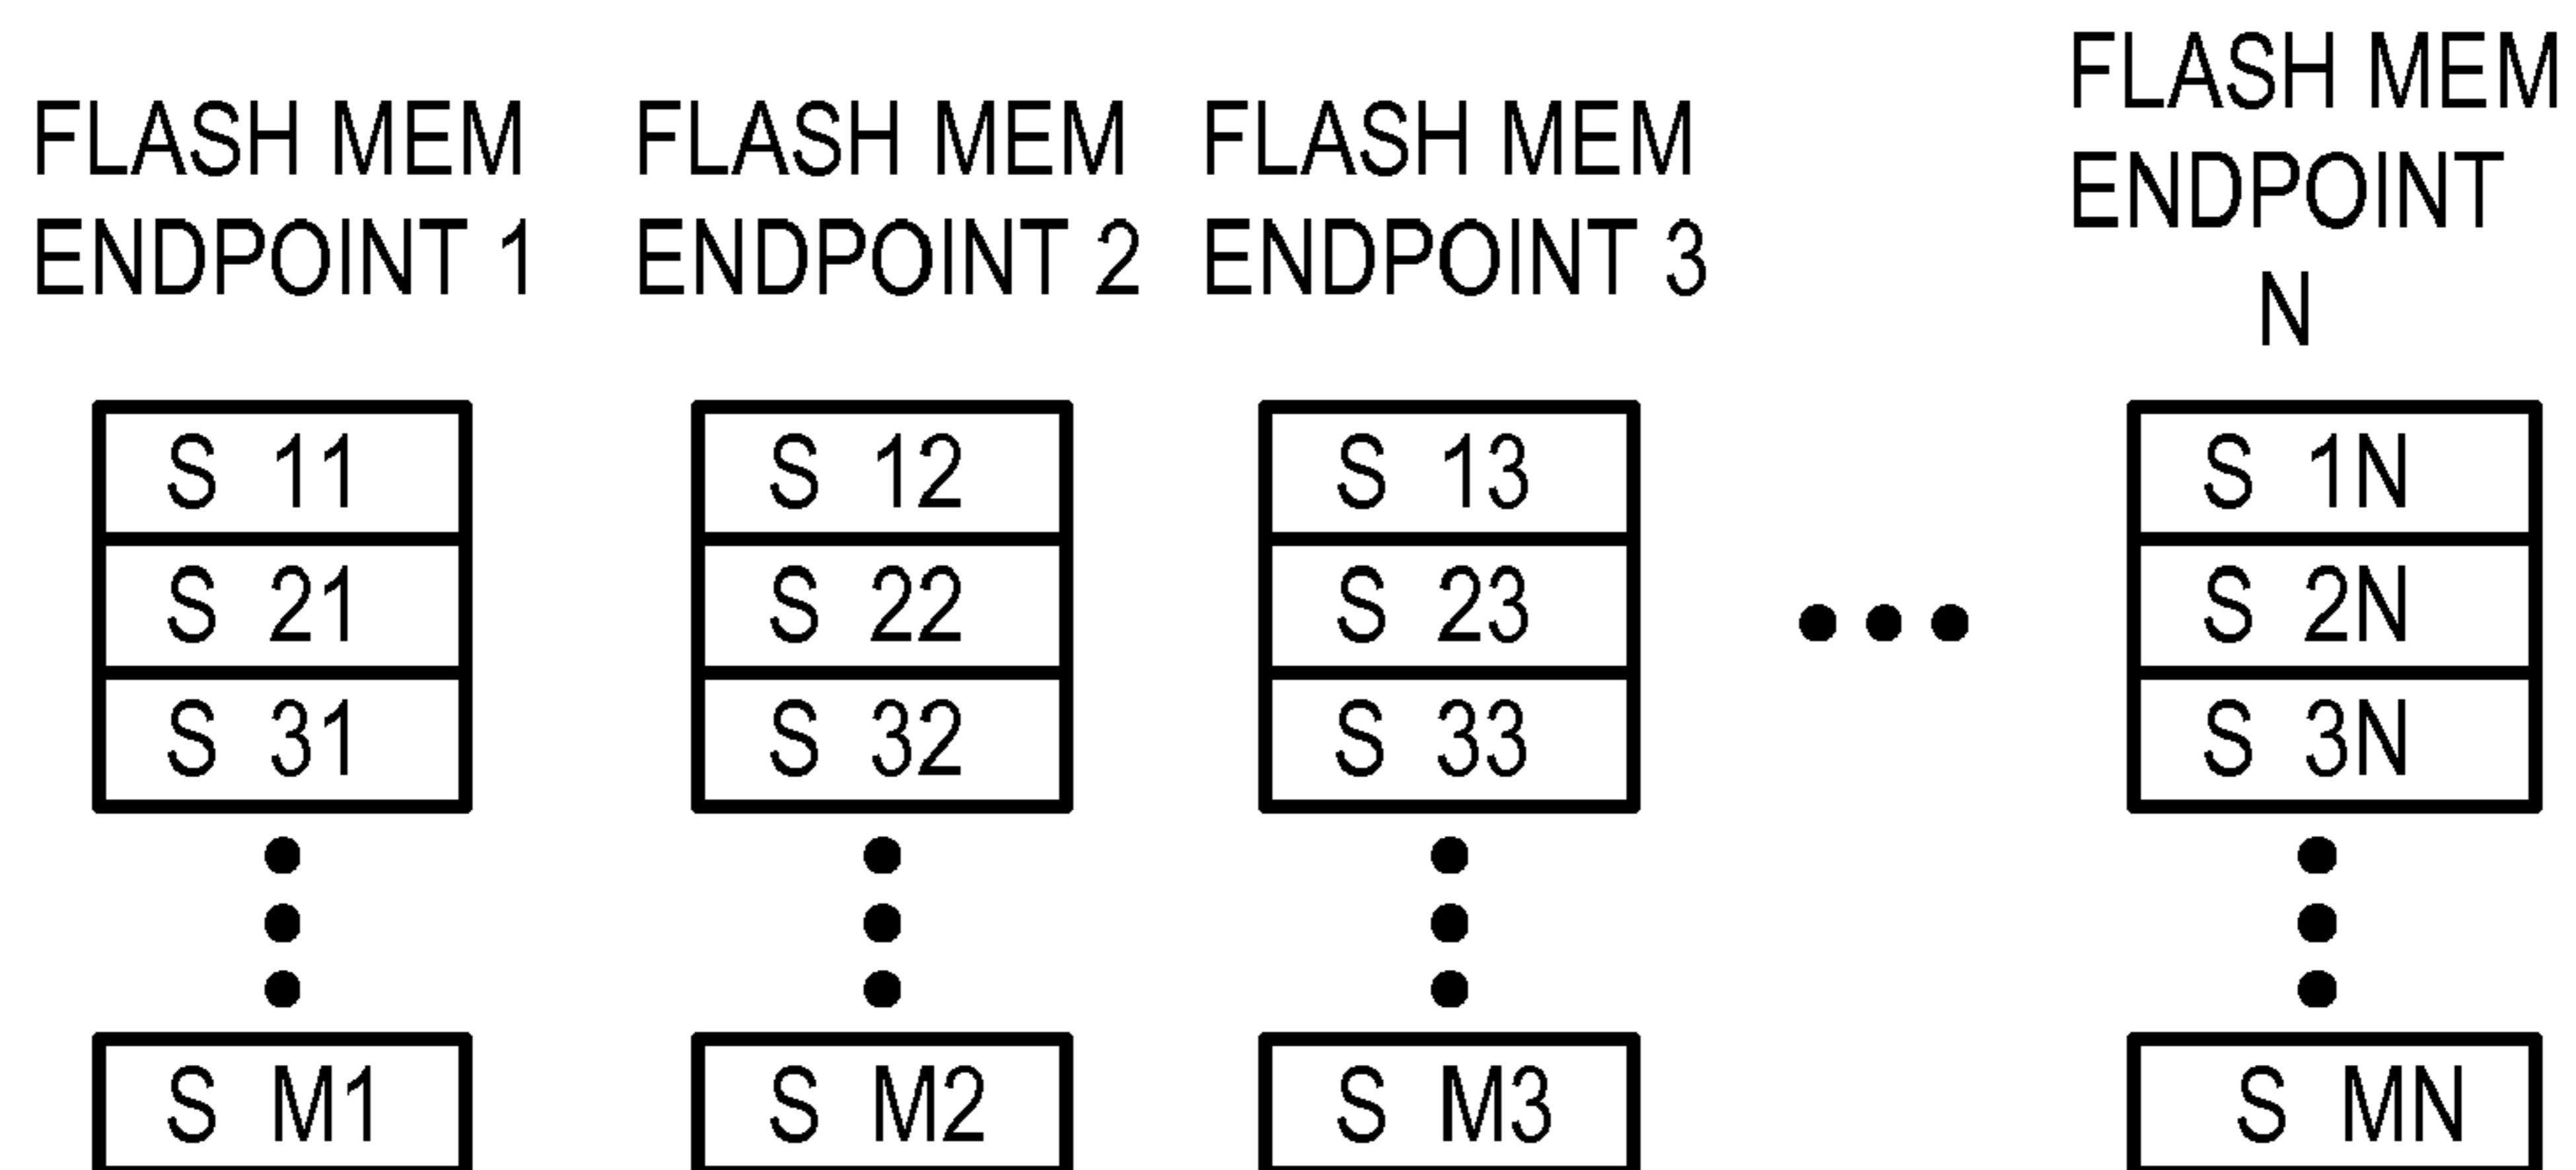 FLASH MEM
ENDPOINT 1
FLASH MEM
ENDPOINT 2
FLASH MEM
ENDPOINT 3
FLASH MEM
ENDPOINT
N
S 11
S 12
S 13
S 1N
S 21
S 22
S 23
S 2N
S 31
S 32
S 33
S 3N
S M1
S M2
S M3
S MN